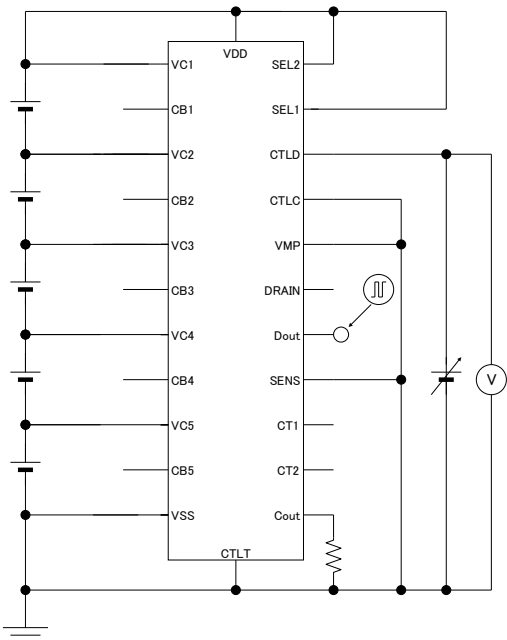 VDD
VC1
SEL2
CB1
SEL1
VC2
CTLD
CB2
CTLC
VC3
VMP
CB3
DRAIN
VC4
Dout
CB4
SENS
V
VC5
CT1
CB5
CT2
VSS
Cout
CTLT